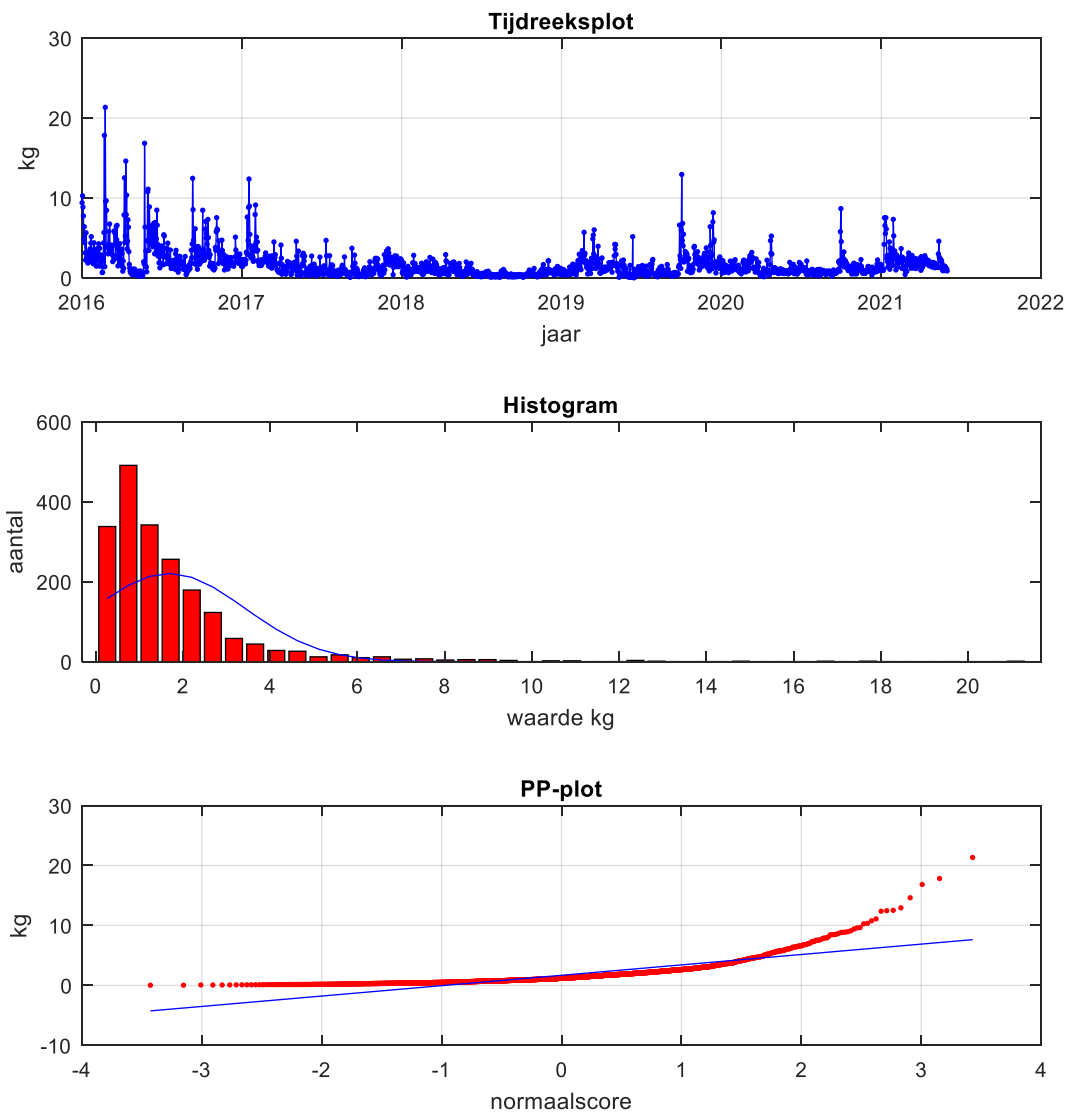 Tijdreeksplot
30
20
10
0
kg
2016 2017 2018 2019 2020 2021 2022
jaar
Histogram
600
400
200
0
aantal
0 2 4 6 8 10 12 14 16 18 20
waarde kg
PP-plot
30
20
10
0
-10
kg
-4 -3 -2 -1 0 1 2 3 4
normaalscore